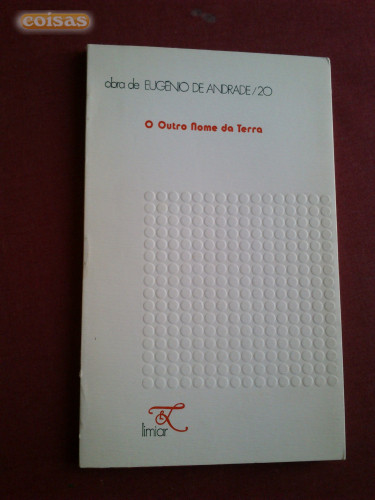 coisas
obra de EUGÉNIO DE ANDRADE/20
O Outro Nome da Terra
limiar